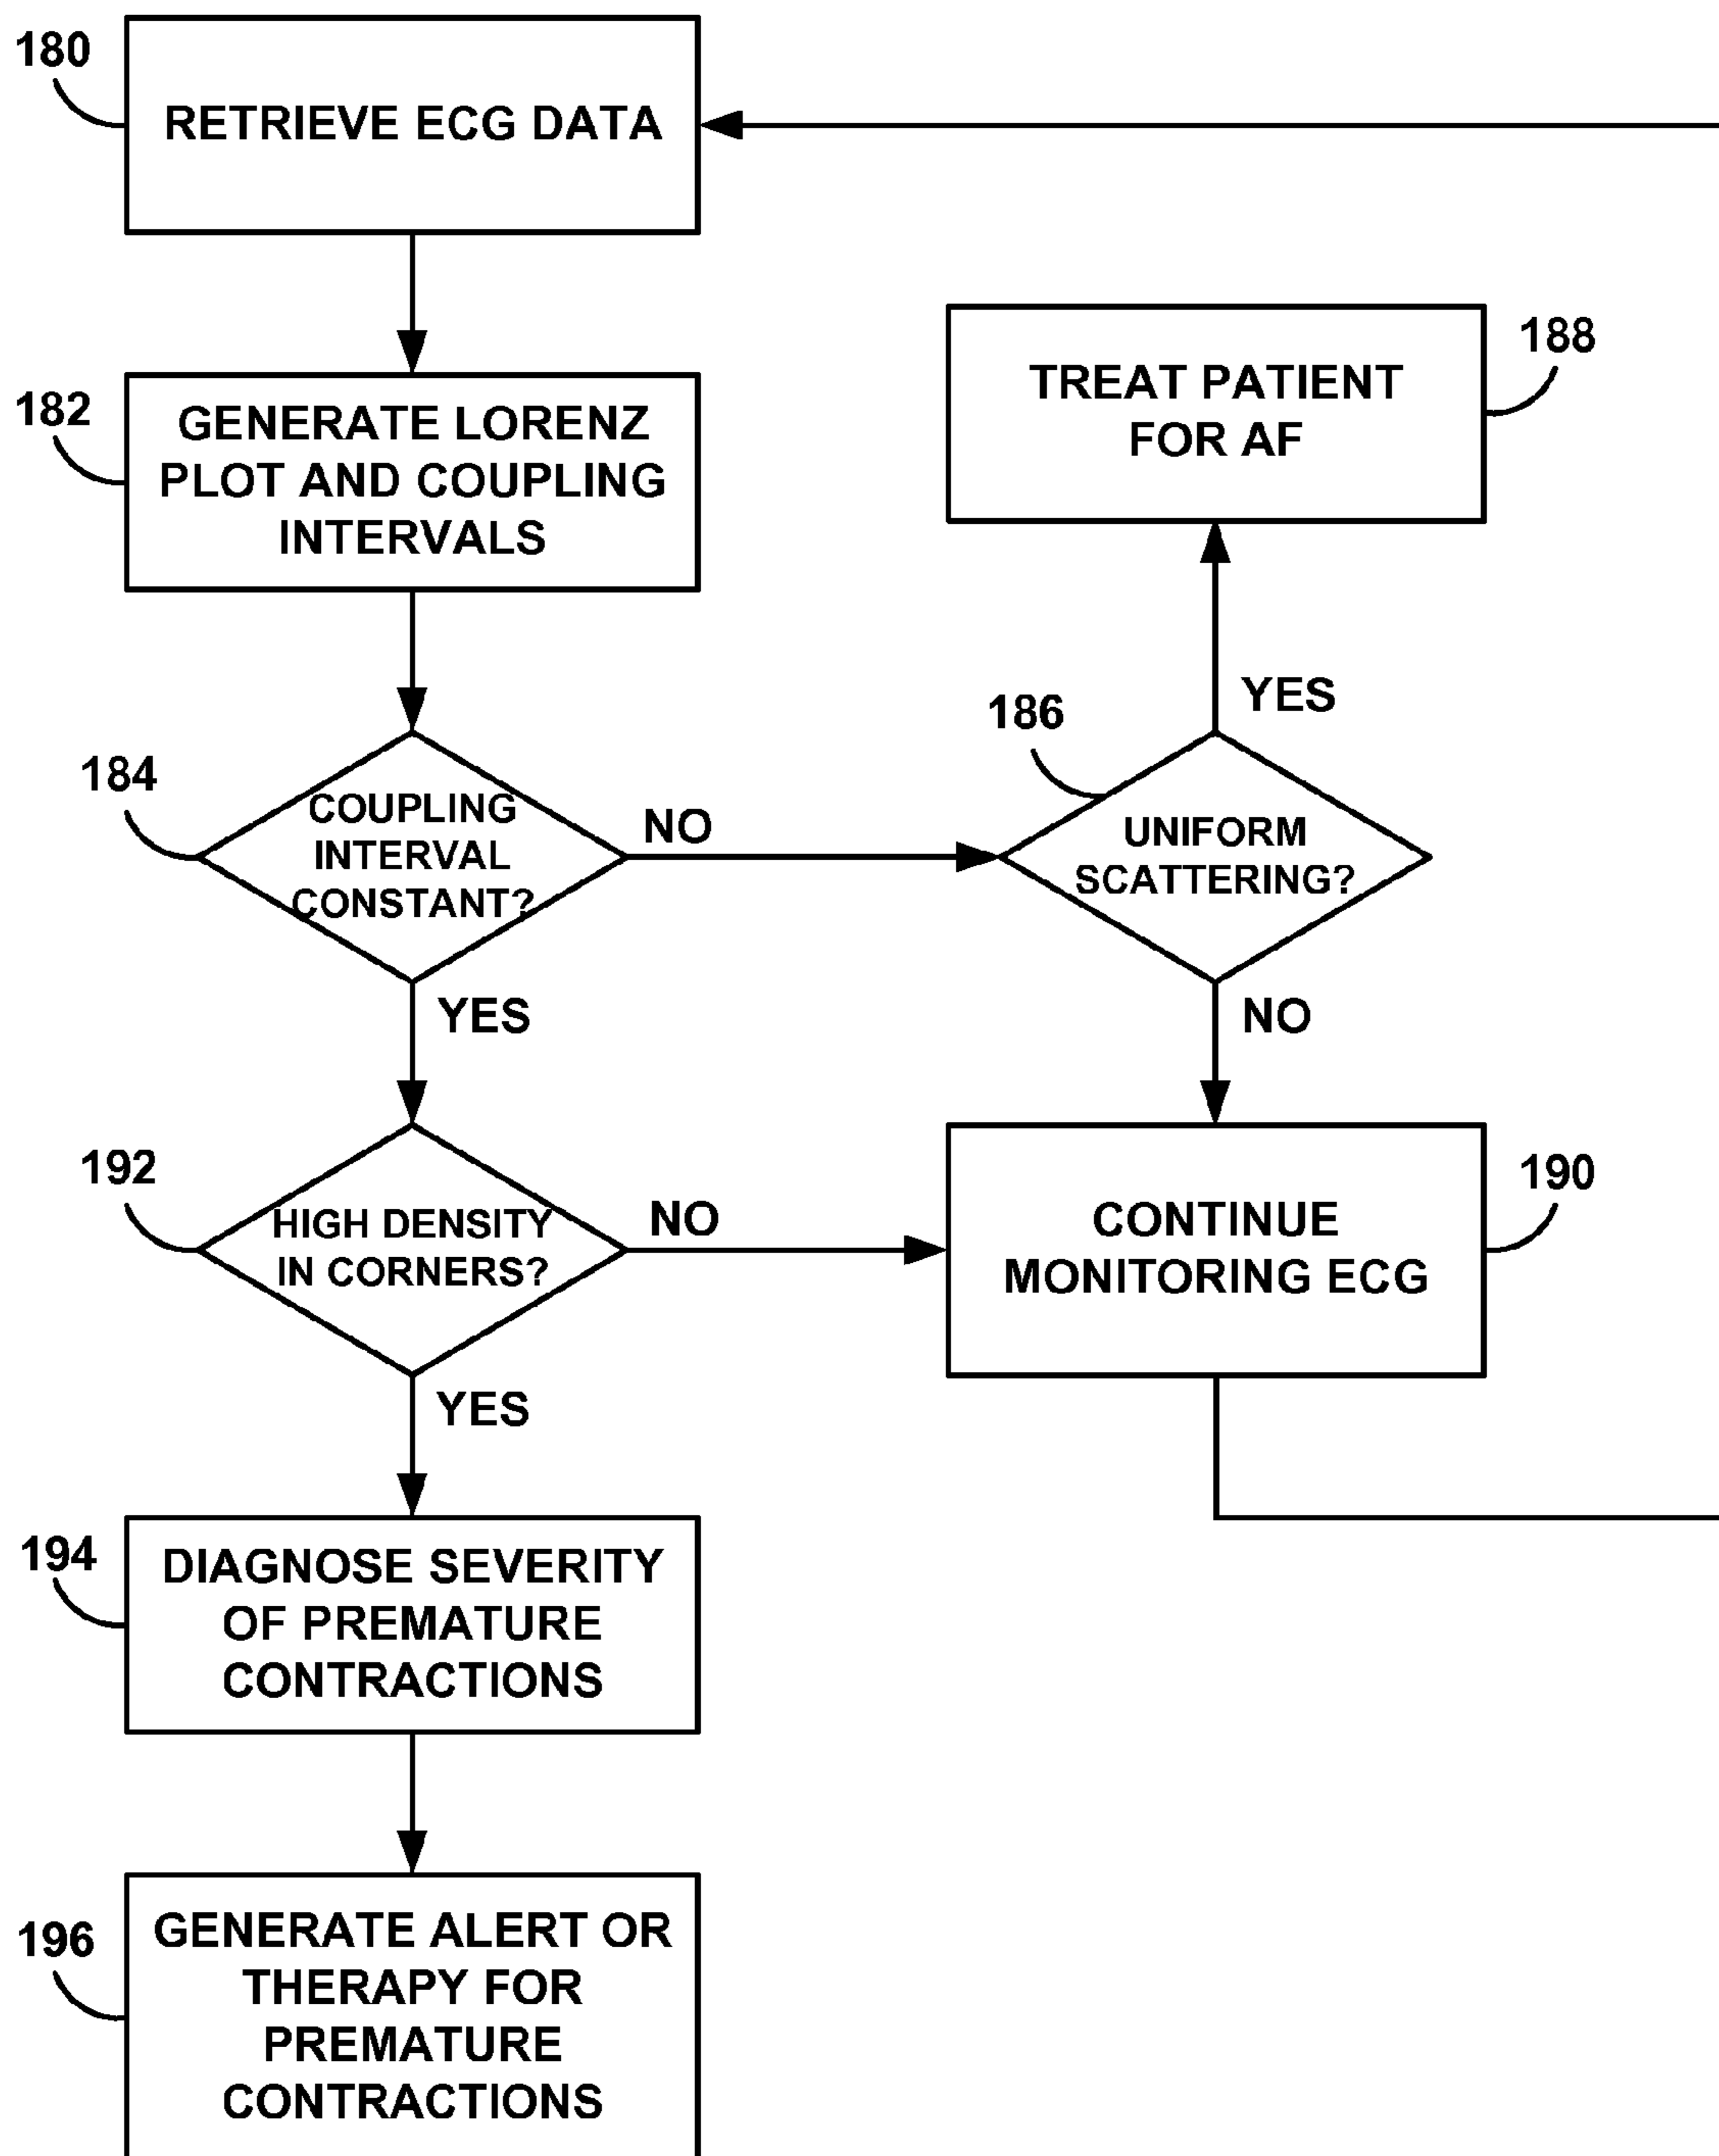 180
RETRIEVE ECG DATA
182
GENERATE LORENZ
PLOT AND COUPLING
INTERVALS
184
COUPLING
INTERVAL
CONSTANT?
NO
YES
186
UNIFORM
SCATTERING?
YES
NO
188
TREAT PATIENT
FOR AF
190
CONTINUE
MONITORING ECG
192
HIGH DENSITY
IN CORNERS?
NO
YES
194
DIAGNOSE SEVERITY
OF PREMATURE
CONTRACTIONS
196
GENERATE ALERT OR
THERAPY FOR
PREMATURE
CONTRACTIONS